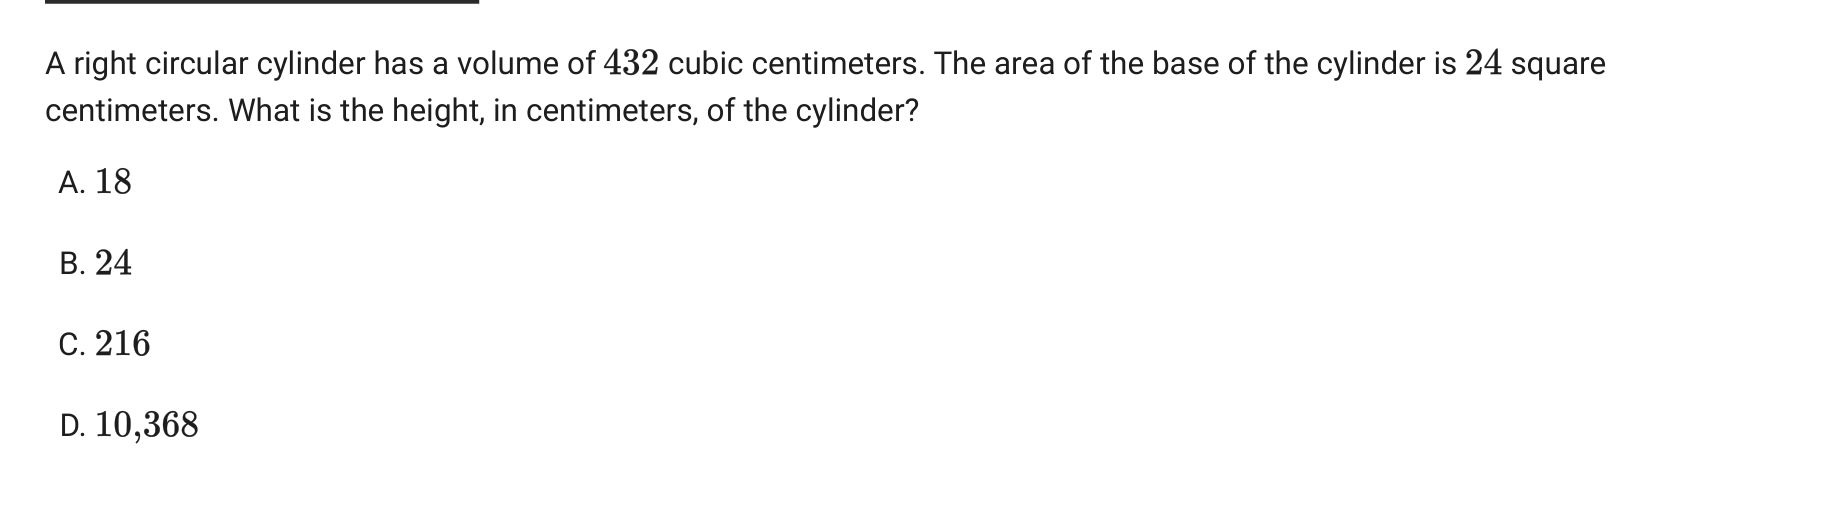 A right circular cylinder has a volume of 432 cubic centimeters. The area of the base of the cylinder is 24 square
centimeters. What is the height, in centimeters, of the cylinder?
A. 18
B. 24
C. 216
D. 10,368